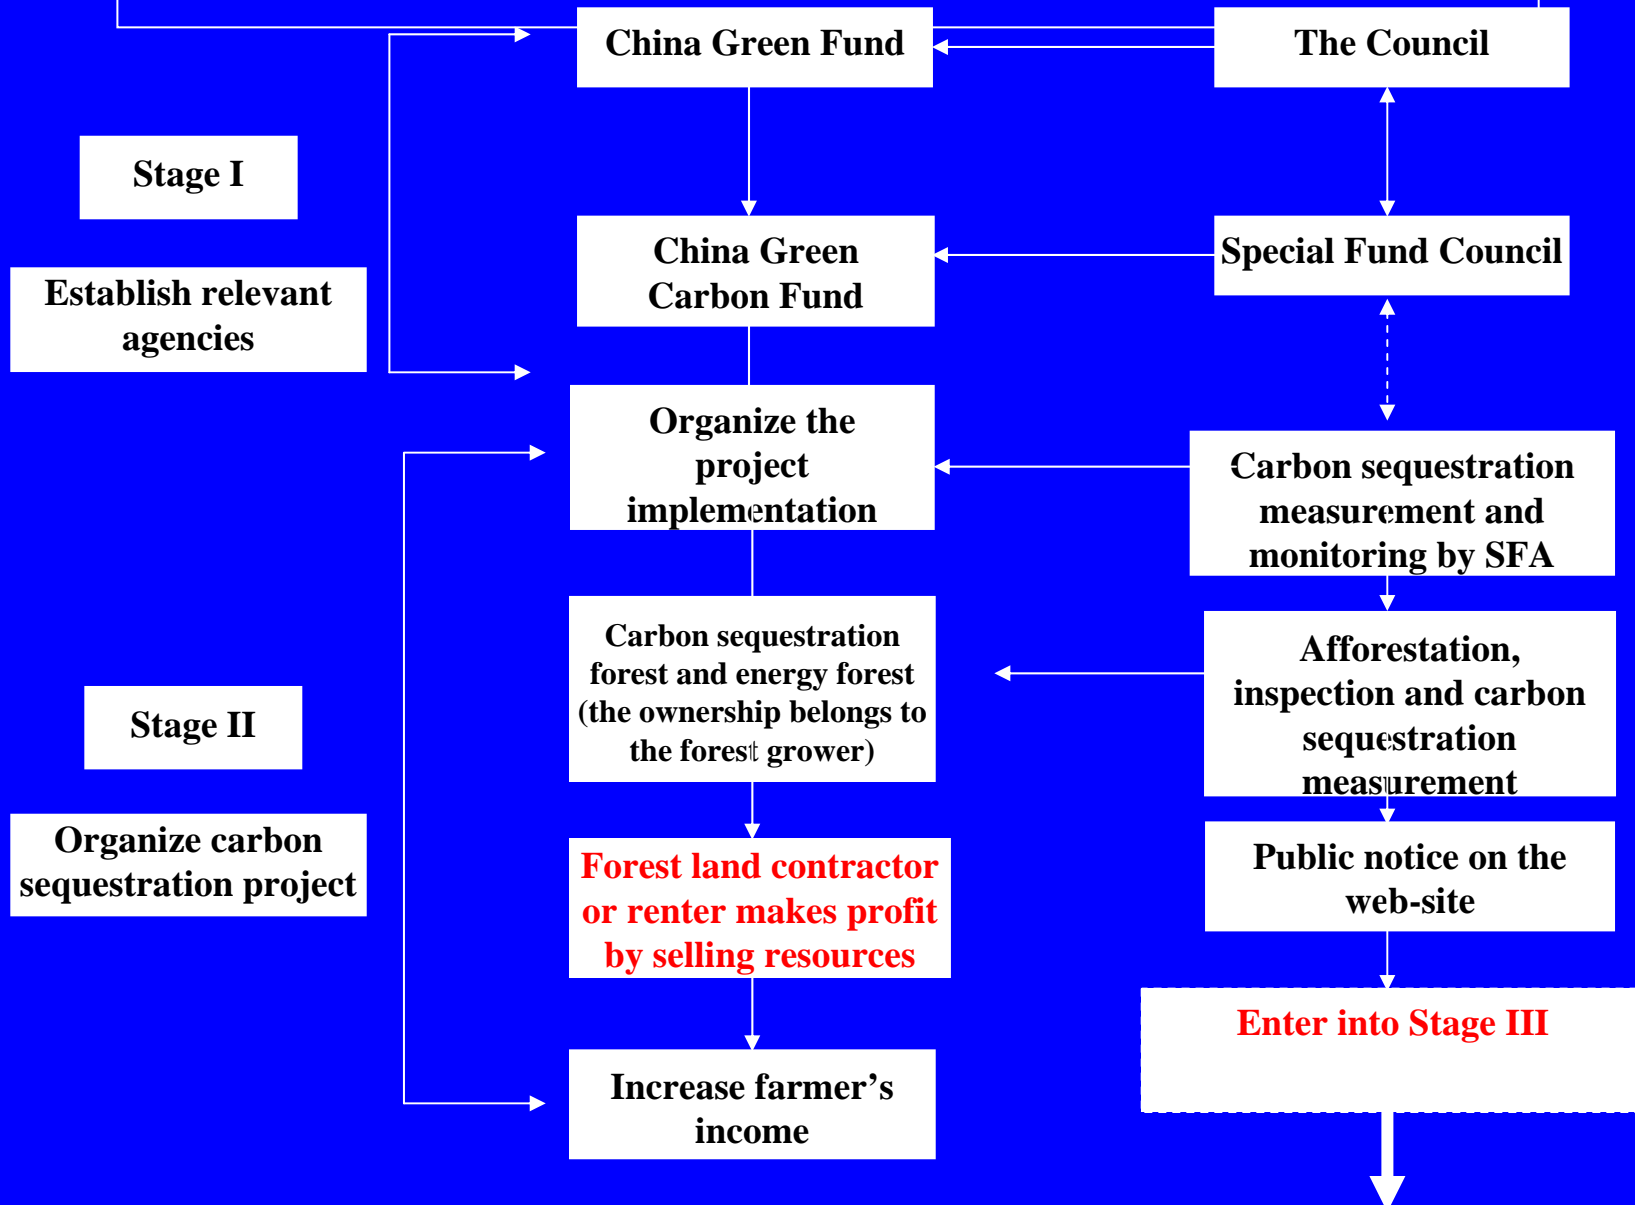 China Green Fund
The Council
Stage I
China Green
Carbon Fund
Special Fund Council
Establish relevant
agencies
Organize the
project
implementation
Carbon sequestration
measurement and
monitoring by SFA
Carbon sequestration
forest and energy forest
(the ownership belongs to
the forest grower)
Afforestation,
inspection and carbon
sequestration
measurement
Stage II
Organize carbon
sequestration project
Forest land contractor
or renter makes profit
by selling resources
Public notice on the
web-site
Enter into Stage III
Increase farmer’s
income